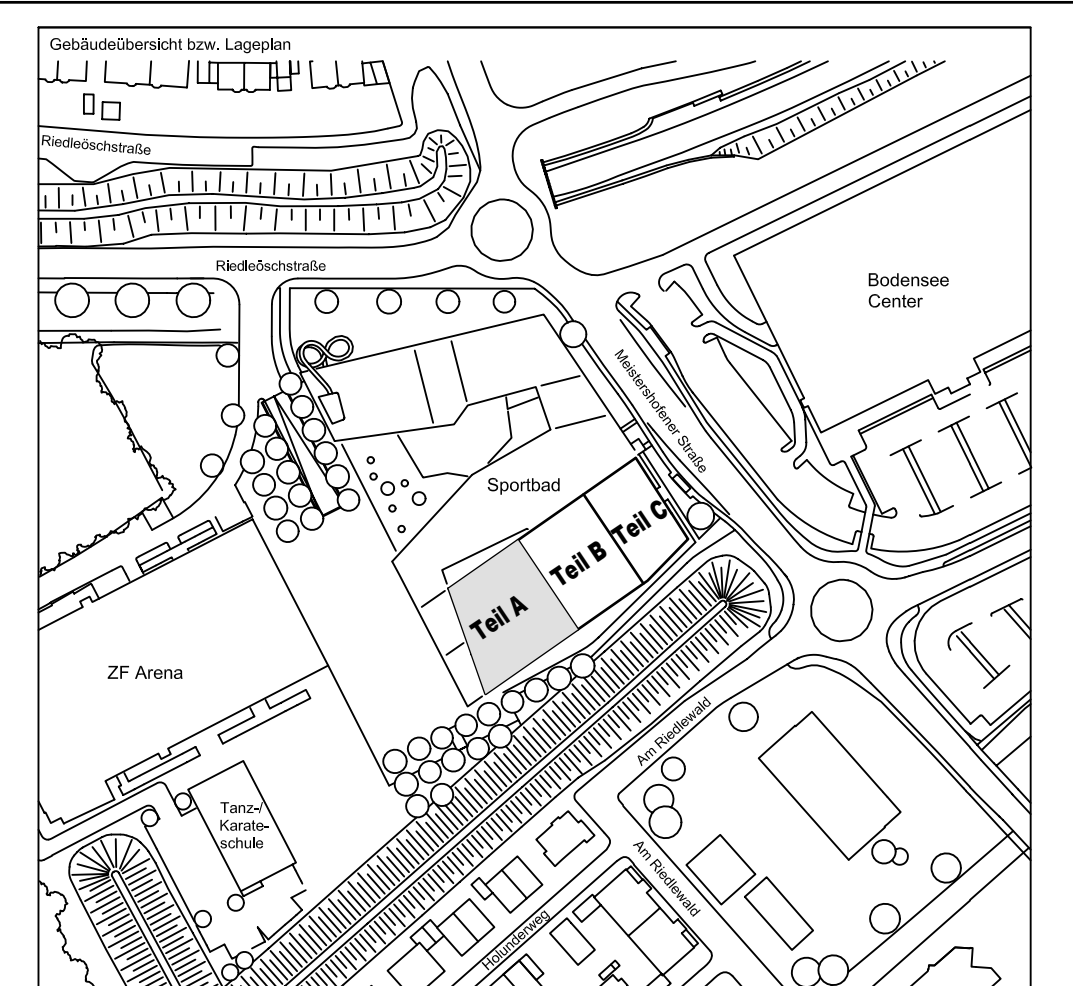 Gebäudeübersicht bzw. Lageplan
Riedleöschstraße
Riedleöschstraße
Bodensee
Center
Meistershofener Straße
Sportbad
Teil C
Teil B
Teil A
ZF Arena
Am Riedlewald
Tanz-/
Karate-
schule
Am Riedlewald
Holunderweg